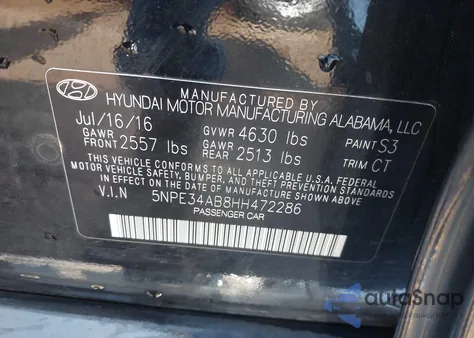 MANUFACTURED BY
HYUNDAI MOTOR MANUFACTURING ALABAMA, LLC
Jul/16/16 GVWR 4630 lbs PAINT S3
GAWR FRONT 2557 lbs GAWR REAR 2513 lbs TRIM CT
THIS VEHICLE CONFORMS TO ALL APPLICABLE U.S.A. FEDERAL
MOTOR VEHICLE SAFETY, BUMPER, AND THEFT PREVENTION STANDARDS
IN EFFECT ON THE DATE OF MANUFACTURE SHOWN ABOVE.
V.I.N 5NPE34AB8HH472286
PASSENGER CAR
autoSnap